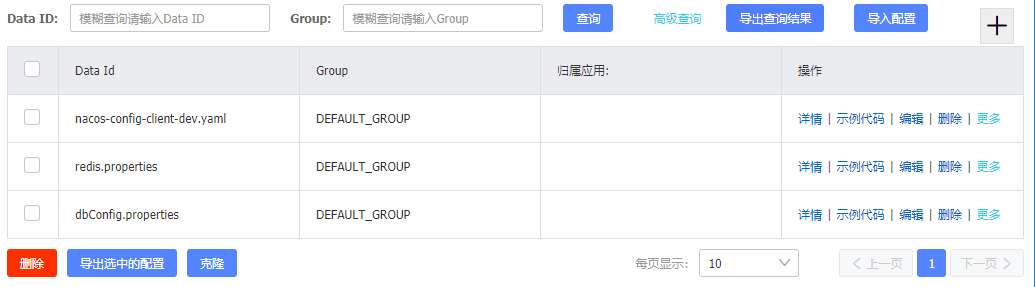 Data ID: 模糊查询请输入Data ID Group: 模糊查询请输入Group 查询 高级查询 导出查询结果 导入配置
Data Id Group 归属应用: 操作
nacos-config-client-dev.yaml DEFAULT_GROUP 详情 | 示例代码 | 编辑 | 删除 | 更多
redis.properties DEFAULT_GROUP 详情 | 示例代码 | 编辑 | 删除 | 更多
dbConfig.properties DEFAULT_GROUP 详情 | 示例代码 | 编辑 | 删除 | 更多
删除 导出选中的配置 克隆 每页显示: 10 < 上一页 1 下一页 >